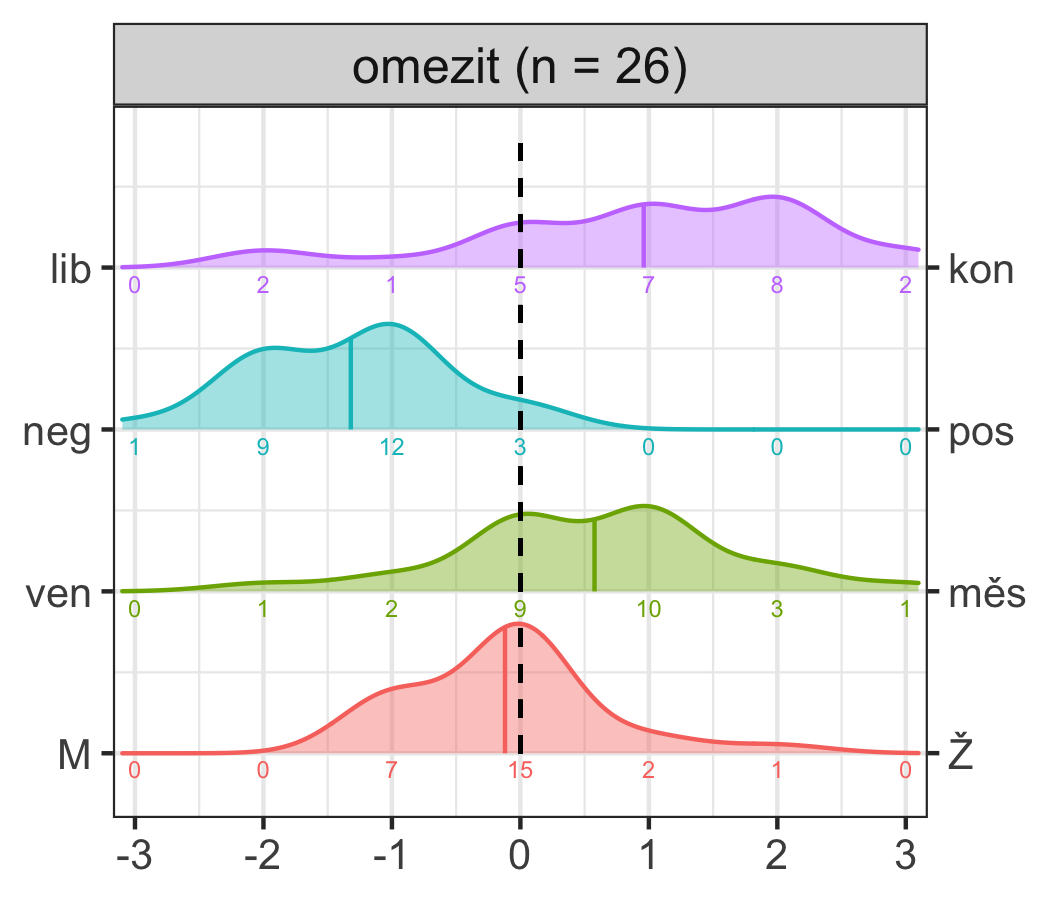 omezit (n = 26)
lib kon
0 2 1 5 7 8 2
neg pos
1 9 12 3 0 0 0
ven měs
0 1 2 9 10 3 1
M Ž
0 0 7 15 2 1 0
-3 -2 -1 0 1 2 3